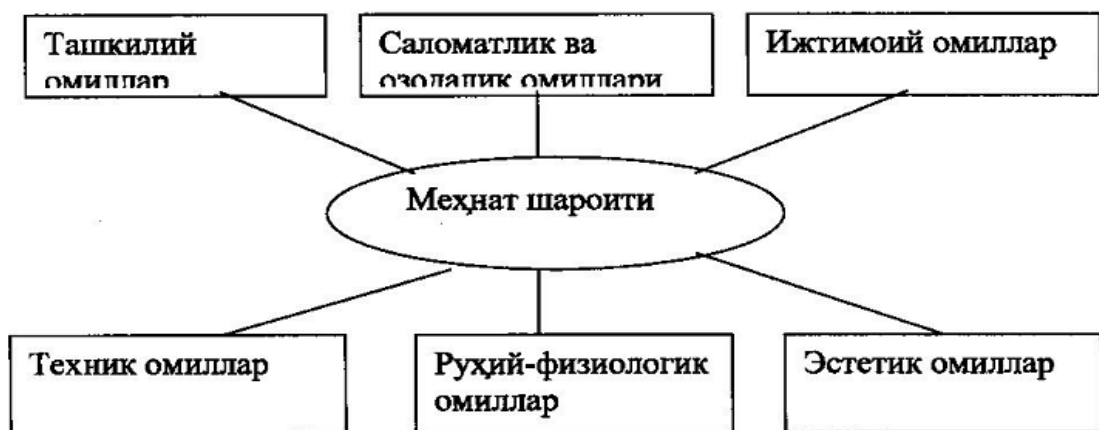 Ташкилий
омиллар
Саломатлик ва
озодалик омиллари
Ижтимоий омиллар
Меҳнат шароити
Техник омиллар
Руҳий-физиологик
омиллар
Эстетик омиллар